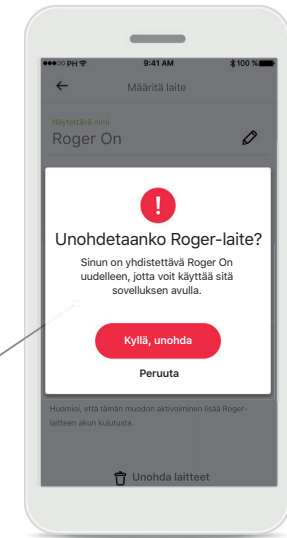 PH 9:41 AM 100 %
Määritä laite
Näytettävä nimi
Roger On
!
Unohdetaanko Roger-laite?
Sinun on yhdistettävä Roger On
uudelleen, jotta voit käyttää sitä
sovelluksen avulla.
Kyllä, unohda
Peruuta
Huomioi, että tämän muodon aktivoiminen lisää Roger-
laitteen akun kulutusta.
Unohda laitteet